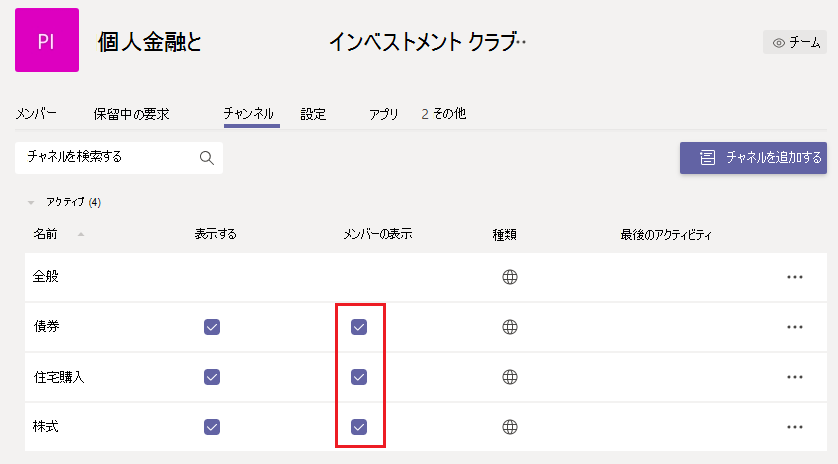 PI 個人金融と インベストメント クラブ··
チーム
メンバー 保留中の要求 チャンネル 設定 アプリ 2 その他
チャネルを検索する チャネルを追加する
アクティブ (4)
名前 表示する メンバーの表示 種類 最後のアクティビティ
全般
債券
住宅購入
株式